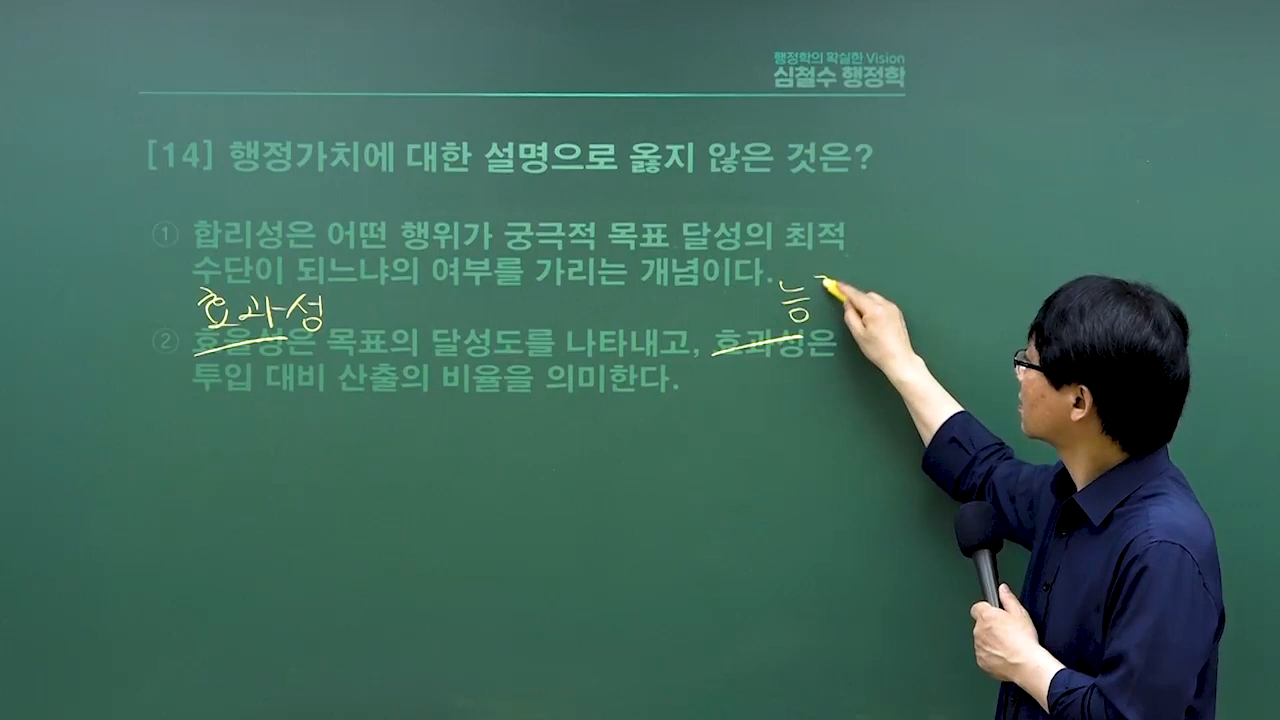 행정학의 확실한 Vision
심철수 행정학
[14] 행정가치에 대한 설명으로 옳지 않은 것은?
① 합리성은 어떤 행위가 궁극적 목표 달성의 최적
수단이 되느냐의 여부를 가리는 개념이다.
효과성 능
② 효율성은 목표의 달성도를 나타내고, 효과성은
투입 대비 산출의 비율을 의미한다.